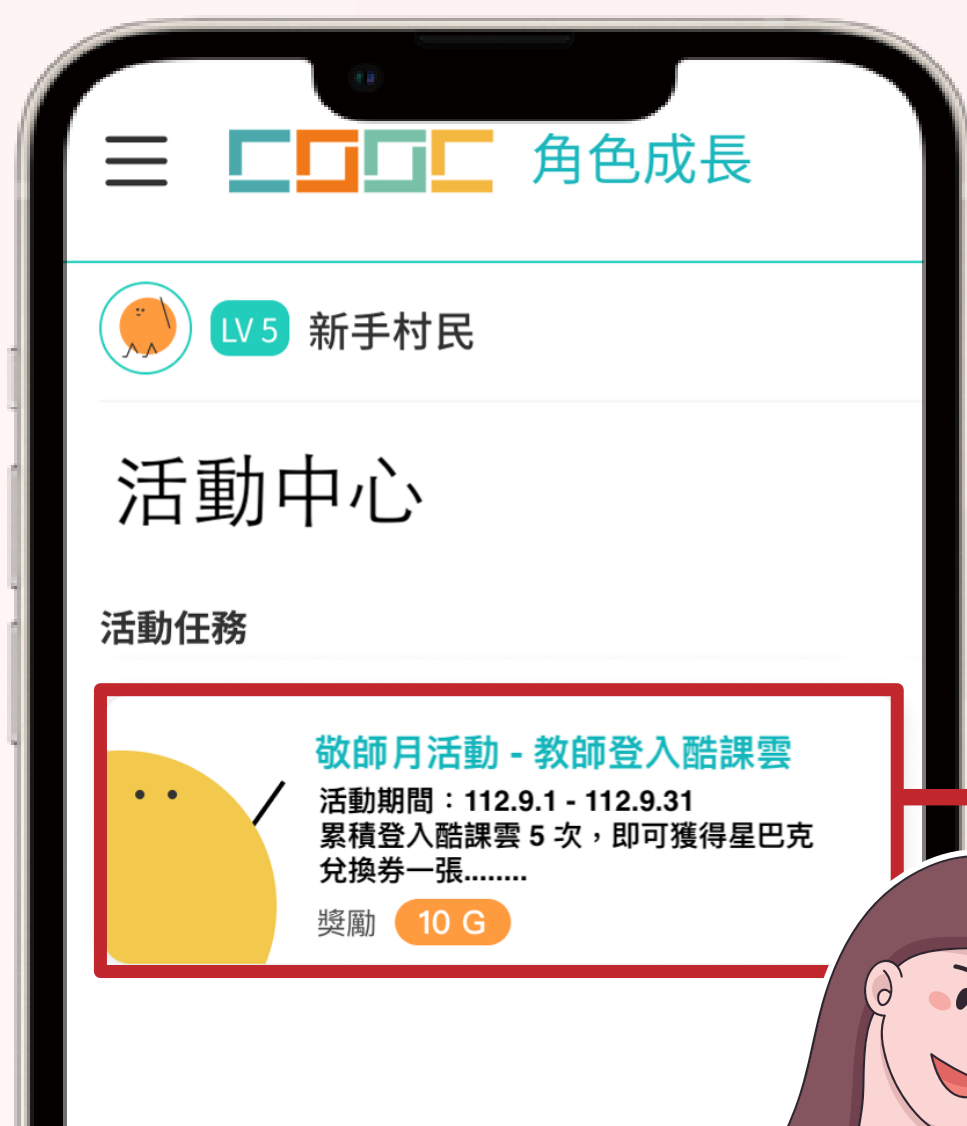 COOC 角色成長
LV 5 新手村民
活動中心
活動任務
敬師月活動 - 教師登入酷課雲
活動期間：112.9.1 - 112.9.31
累積登入酷課雲 5 次，即可獲得星巴克
兌換券一張........
獎勵 10 G